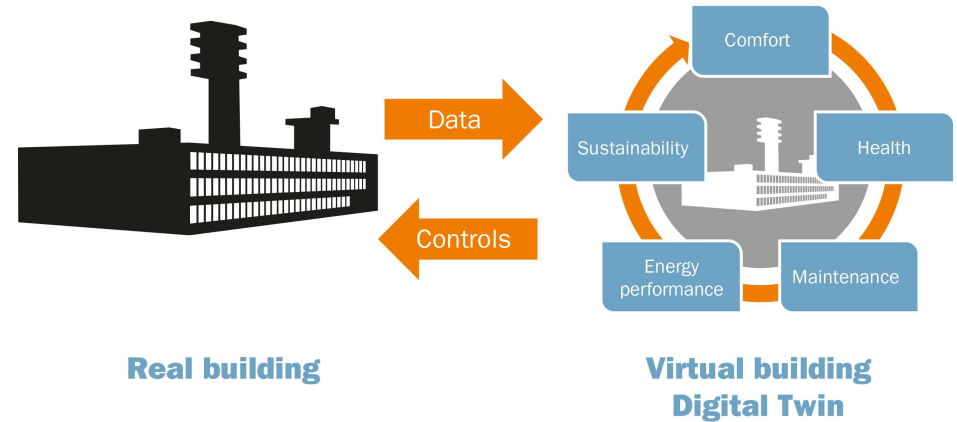 Comfort
Data
Sustainability
Health
Controls
Energy
performance
Maintenance
Real building
Virtual building
Digital Twin